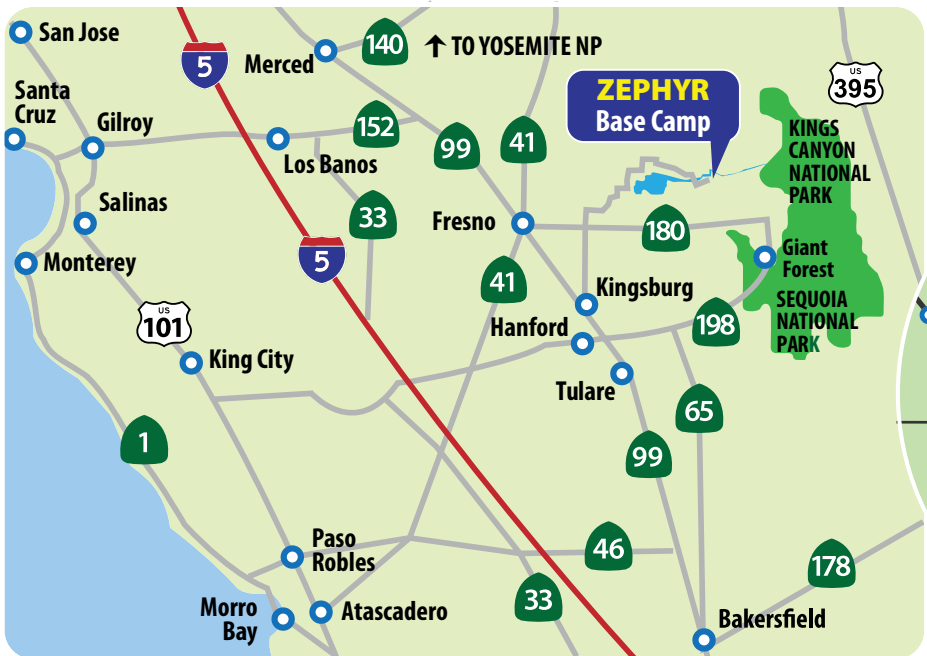 San Jose
5
Merced
140
↑ TO YOSEMITE NP
ZEPHYR
Base Camp
US
395
Santa
Cruz
Gilroy
152
Los Banos
99
41
KINGS
CANYON
NATIONAL
PARK
Salinas
33
Fresno
180
Monterey
5
41
Giant
Forest
Kingsburg
SEQUOIA
NATIONAL
PARK
US
101
Hanford
198
King City
Tulare
65
1
99
Paso
Robles
46
178
33
Morro
Bay
Atascadero
Bakersfield